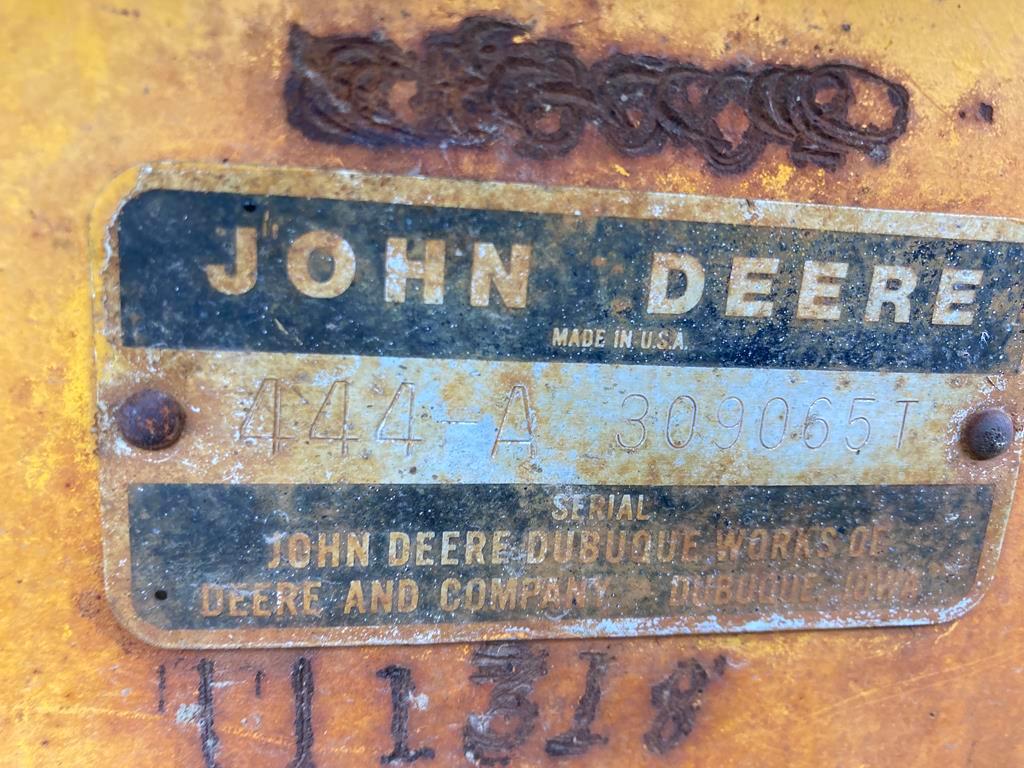 JOHN DEERE
MADE IN U.S.A.
444-A 309065T
SERIAL
JOHN DEERE DUBUQUE WORKS OF
DEERE AND COMPANY DUBUQUE, IOWA